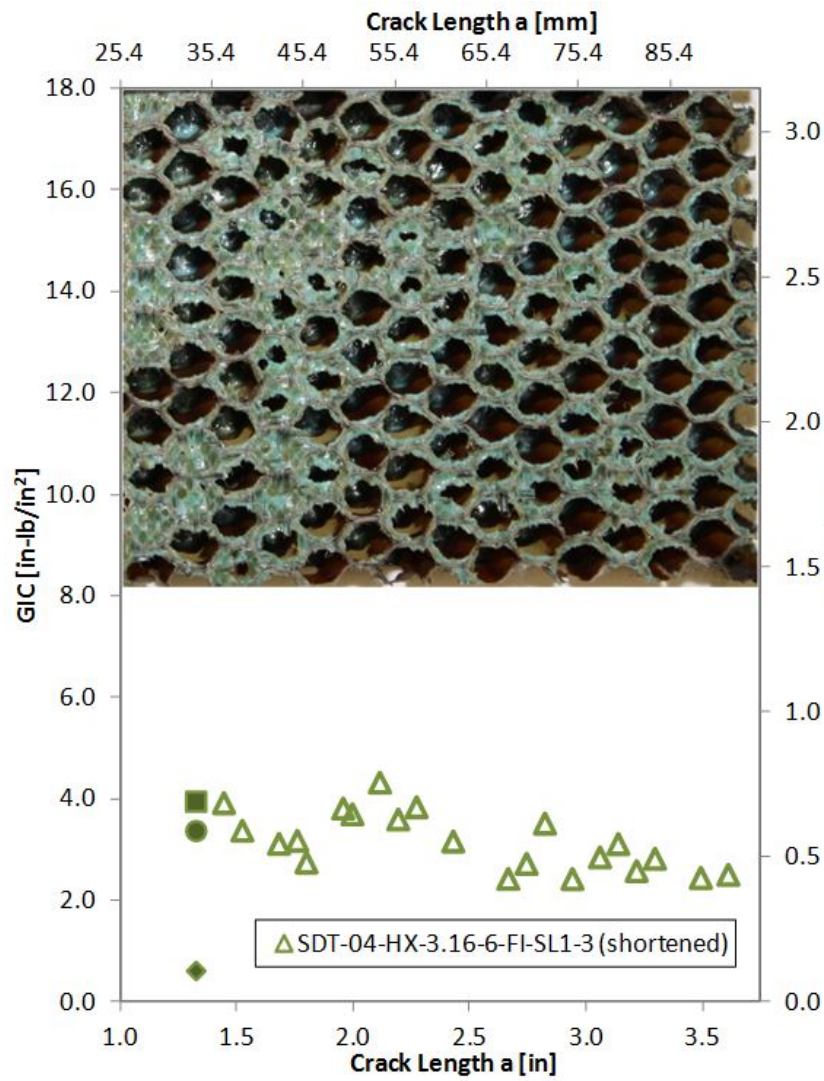 Crack Length a [mm]
25.4 35.4 45.4 55.4 65.4 75.4 85.4
18.0
16.0
14.0
12.0
10.0
8.0
6.0
4.0
2.0
0.0
GIC [in-lb/in²]
3.0
2.5
2.0
1.5
1.0
0.5
0.0
SDT-04-HX-3.16-6-FI-SL1-3 (shortened)
1.0 1.5 2.0 2.5 3.0 3.5
Crack Length a [in]